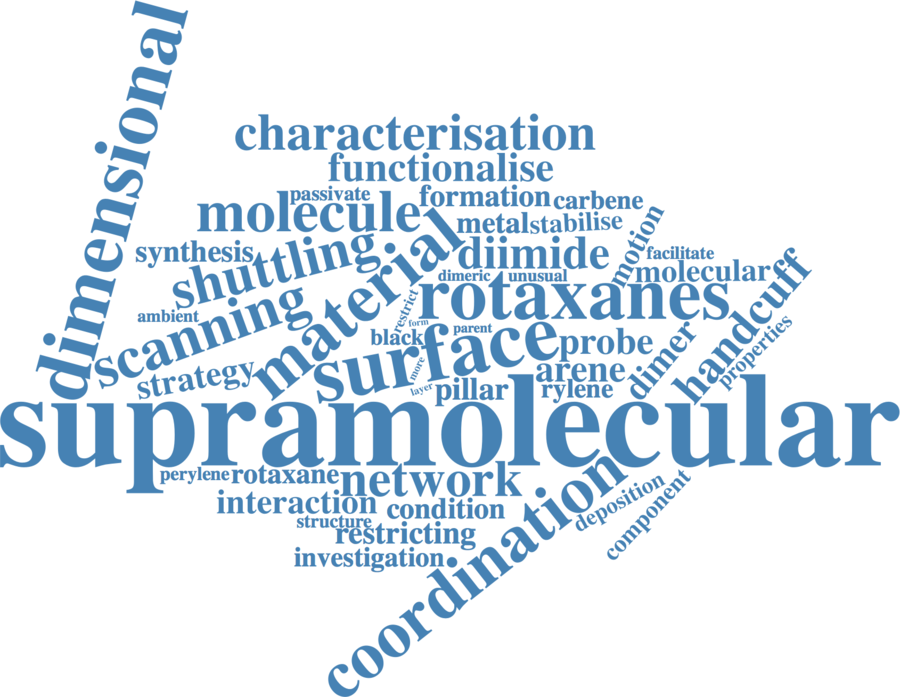 dimensional
characterisation
functionalise
passivate
formation
carbene
molecule
metal
stabilise
motion
synthesis
shuttling
material
diimide
facilitate
dimeric
unusual
molecular
handcuff
scanning
restrict
rotaxanes
ambient
form
parent
black
surface
probe
dimer
properties
strategy
more
layer
pillar
arene
rylene
supramolecular
perylene
rotaxane
network
coordination
interaction
condition
deposition
component
structure
restricting
investigation